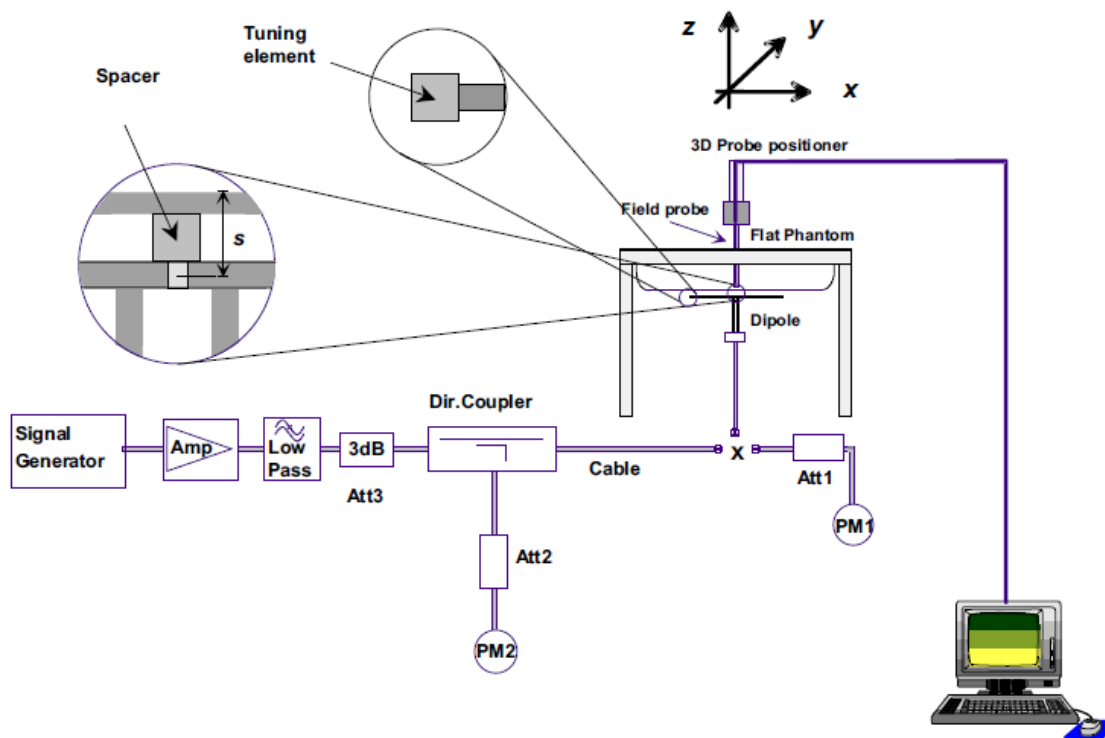 Tuning
element
Spacer
s
z
y
x
3D Probe positioner
Field probe
Flat Phantom
Dipole
Dir.Coupler
Signal
Generator
Amp
Low
Pass
3dB
Att3
Cable
x
Att1
PM1
Att2
PM2